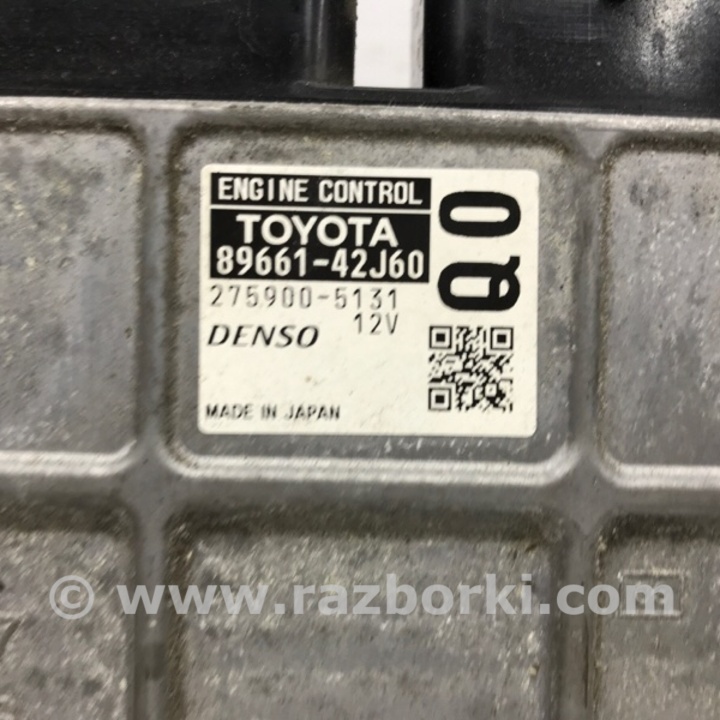 ENGINE CONTROL
TOYOTA
89661-42J60
275900-5131
12V
DENSO
MADE IN JAPAN
Q0
© www.razborki.com